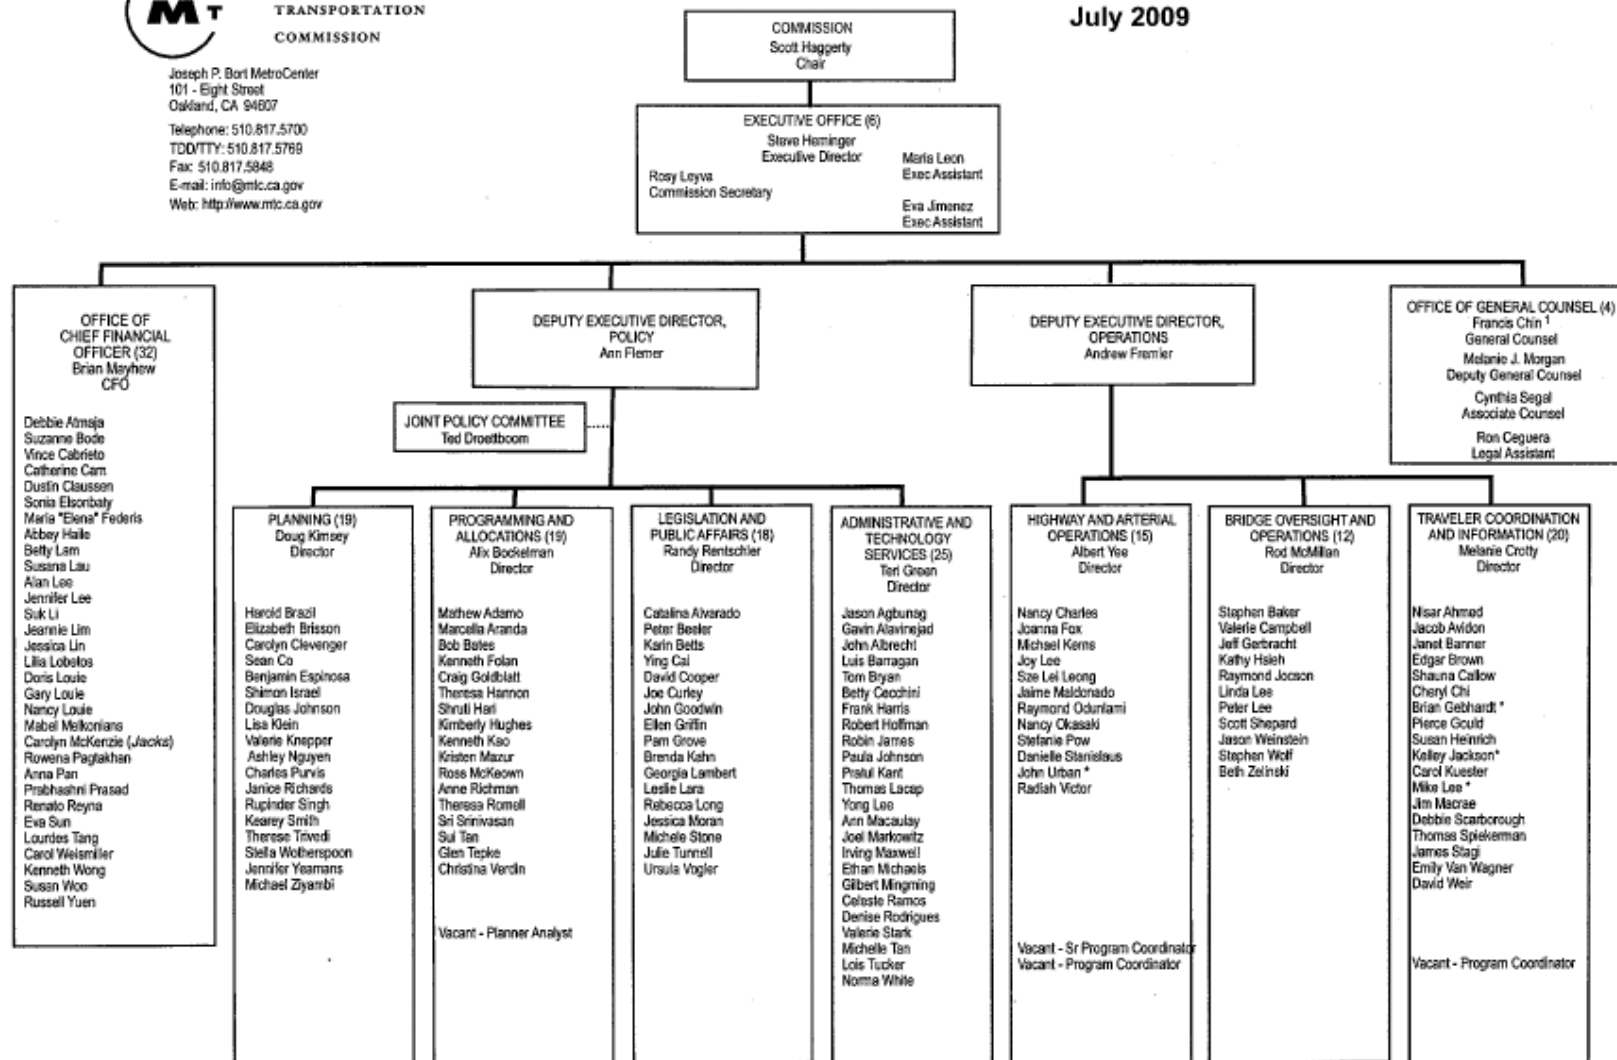 MT
TRANSPORTATION
COMMISSION
July 2009
Joseph P. Bort MetroCenter
101 - Eight Street
Oakland, CA 94607
Telephone: 510.817.5700
TDD/TTY: 510.817.5769
Fax: 510.817.5848
E-mail: info@mtc.ca.gov
Web: http://www.mtc.ca.gov
COMMISSION
Scott Haggerty
Chair
EXECUTIVE OFFICE (6)
Steve Heminger
Executive Director
Maria Leon
Exec Assistant
Rosy Leyva
Commission Secretary
Eva Jimenez
Exec Assistant
OFFICE OF
CHIEF FINANCIAL
OFFICER (32)
Brian Mayhew
CFO
Debbie Atmaja
Suzanne Bode
Vince Cabrieto
Catherine Cam
Dustin Claussen
Sonia Elsonbaty
Maria "Elena" Federis
Abbey Haile
Betty Lam
Susana Lau
Alan Lee
Jennifer Lee
Suk Li
Jeannie Lim
Jessica Lin
Lilia Lobelos
Doris Louie
Gary Louie
Nancy Louie
Mabel Melkonians
Carolyn McKenzie (Jacks)
Rowena Pagtakhan
Anna Pan
Prabhashni Prasad
Renato Reyna
Eva Sun
Lourdes Tang
Carol Weismiller
Kenneth Wong
Susan Woo
Russell Yuen
DEPUTY EXECUTIVE DIRECTOR,
POLICY
Ann Flemer
JOINT POLICY COMMITTEE
Ted Droettboom
DEPUTY EXECUTIVE DIRECTOR,
OPERATIONS
Andrew Fremier
OFFICE OF GENERAL COUNSEL (4)
Francis Chin 1
General Counsel
Melanie J. Morgan
Deputy General Counsel
Cynthia Segal
Associate Counsel
Ron Ceguera
Legal Assistant
PLANNING (19)
Doug Kimsey
Director
Harold Brazil
Elizabeth Brisson
Carolyn Clevenger
Sean Co
Benjamin Espinosa
Shimon Israel
Douglas Johnson
Lisa Klein
Valerie Knepper
Ashley Nguyen
Charles Purvis
Janice Richards
Rupinder Singh
Kearey Smith
Therese Trivedi
Stella Wotherspoon
Jennifer Yeamans
Michael Ziyambi
PROGRAMMING AND
ALLOCATIONS (19)
Alix Bockelman
Director
Mathew Adamo
Marcella Aranda
Bob Bates
Kenneth Folan
Craig Goldblatt
Theresa Hannon
Shruti Hari
Kimberly Hughes
Kenneth Kao
Kristen Mazur
Ross McKeown
Anne Richman
Theresa Romell
Sri Srinivasan
Sui Tan
Glen Tepke
Christina Verdin
Vacant - Planner Analyst
LEGISLATION AND
PUBLIC AFFAIRS (18)
Randy Rentschler
Director
Catalina Alvarado
Peter Beeler
Karin Betts
Ying Cai
David Cooper
Joe Curley
John Goodwin
Ellen Griffin
Pam Grove
Brenda Kahn
Georgia Lambert
Leslie Lara
Rebecca Long
Jessica Moran
Michele Stone
Julie Tunnell
Ursula Vogler
ADMINISTRATIVE AND
TECHNOLOGY
SERVICES (25)
Teri Green
Director
Jason Agbunag
Gavin Alavinejad
John Albrecht
Luis Barragan
Tom Bryan
Betty Cecchini
Frank Harris
Robert Hoffman
Robin James
Paula Johnson
Pratul Kant
Thomas Lacap
Yong Lee
Ann Macaulay
Joel Markowitz
Irving Maxwell
Ethan Michaels
Gilbert Mingming
Celeste Ramos
Denise Rodrigues
Valerie Stark
Michelle Tan
Lois Tucker
Norma White
HIGHWAY AND ARTERIAL
OPERATIONS (15)
Albert Yee
Director
Nancy Charles
Joanna Fox
Michael Kerns
Joy Lee
Sze Lei Leong
Jaime Maldonado
Raymond Odunlami
Nancy Okasaki
Stefanie Pow
Danielle Stanislaus
John Urban *
Radiah Victor
Vacant - Sr Program Coordinator
Vacant - Program Coordinator
BRIDGE OVERSIGHT AND
OPERATIONS (12)
Rod McMillan
Director
Stephen Baker
Valerie Campbell
Jeff Gerbracht
Kathy Hsieh
Raymond Jocson
Linda Lee
Peter Lee
Scott Shepard
Jason Weinstein
Stephen Wolf
Beth Zelinski
TRAVELER COORDINATION
AND INFORMATION (20)
Melanie Crotty
Director
Nisar Ahmed
Jacob Avidon
Janet Banner
Edgar Brown
Shauna Callow
Cheryl Chi
Brian Gebhardt *
Pierce Gould
Susan Heinrich
Kelley Jackson*
Carol Kuester
Mike Lee *
Jim Macrae
Debbie Scarborough
Thomas Spiekerman
James Stagi
Emily Van Wagner
David Weir
Vacant - Program Coordinator